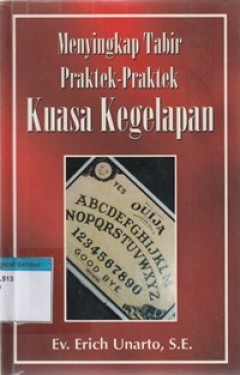 Menyingkap Tabir
Praktek-Praktek
Kuasa Kegelapan
YES
OUIJA
ABCDEFGHIJKLM
NOPQRSTUVWXYZ
1234567890
GOOD BYE
Ev. Erich Unarto, S.E.